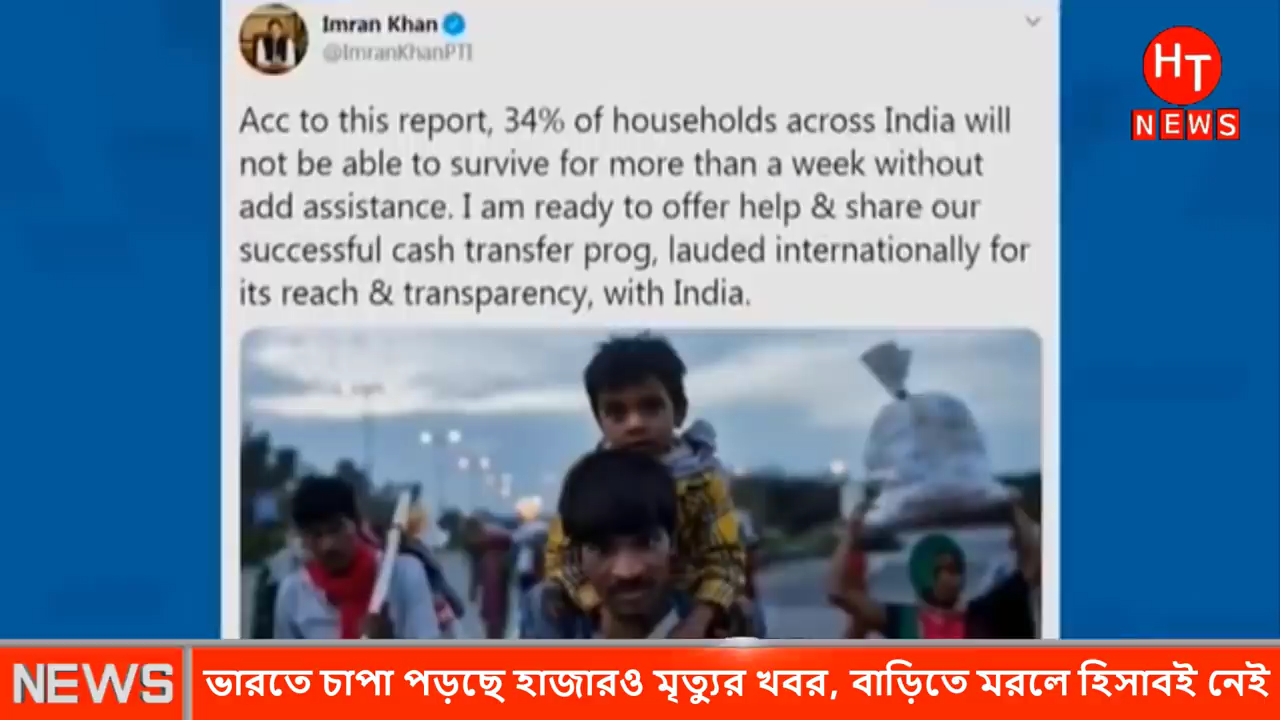 Imran Khan
@ImranKhanPTI
Acc to this report, 34% of households across India will
not be able to survive for more than a week without
add assistance. I am ready to offer help & share our
successful cash transfer prog, lauded internationally for
its reach & transparency, with India.
HT
NEWS
NEWS
ভারতে চাপা পড়ছে হাজারও মৃত্যুর খবর, বাড়িতে মরলে হিসাবই নেই